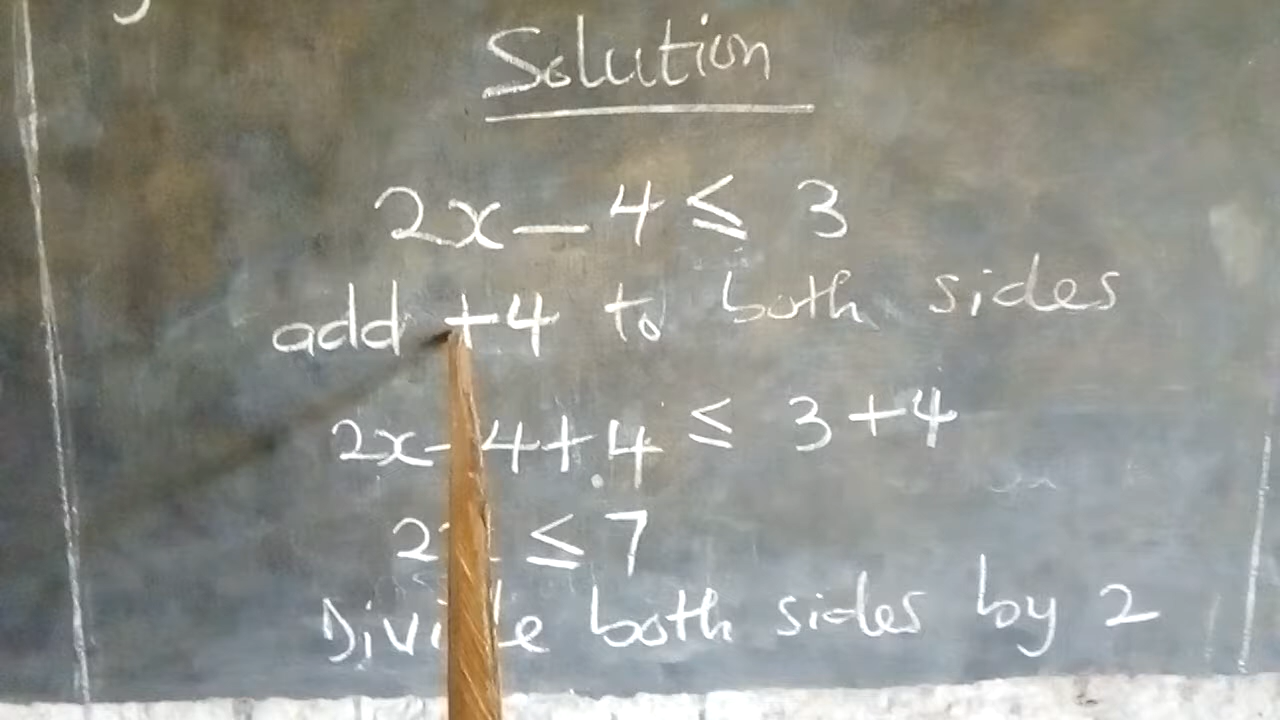 Solution
2x - 4 ≤ 3
add +4 to both sides
2x - 4 + 4 ≤ 3 + 4
2x ≤ 7
Divide both sides by 2